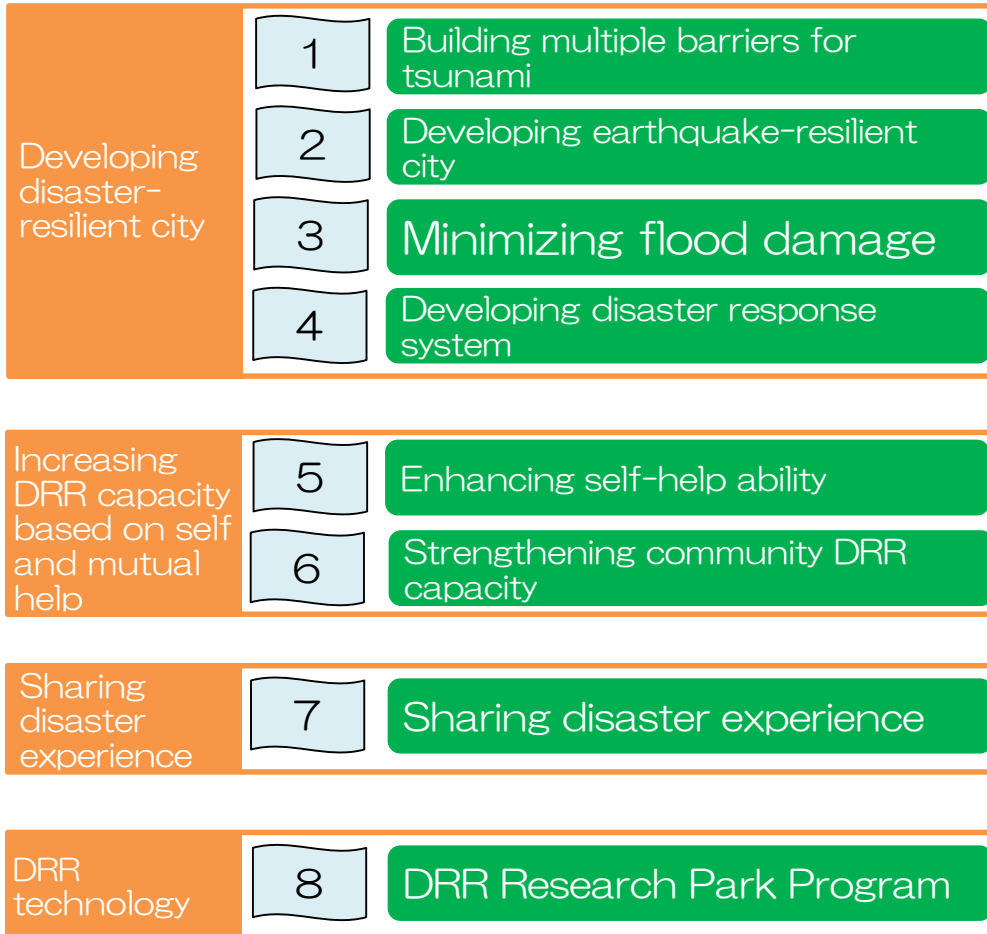 Developing
disaster-
resilient city
1
Building multiple barriers for
tsunami
2
Developing earthquake-resilient
city
3
Minimizing flood damage
4
Developing disaster response
system
Increasing
DRR capacity
based on self
and mutual
help
5
Enhancing self-help ability
6
Strengthening community DRR
capacity
Sharing
disaster
experience
7
Sharing disaster experience
DRR
technology
8
DRR Research Park Program